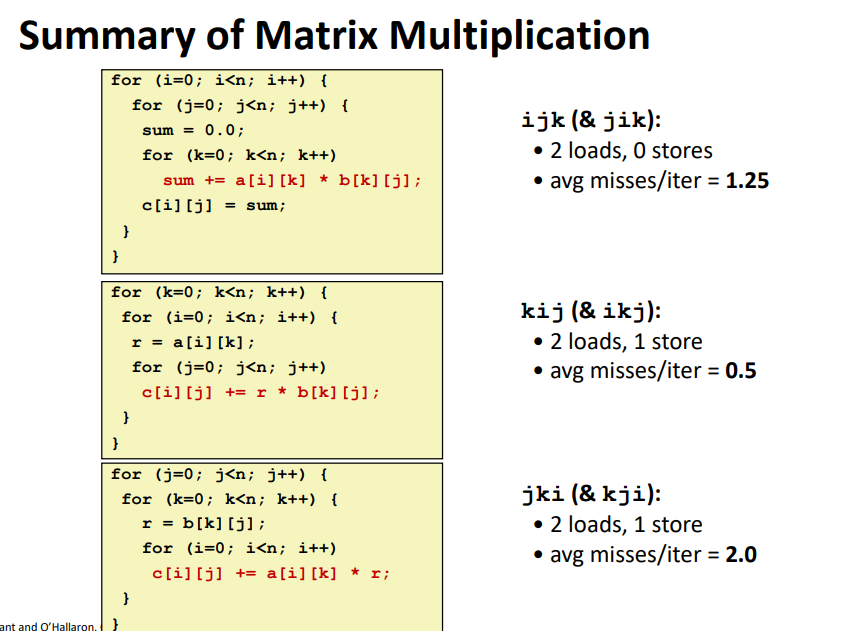 Summary of Matrix Multiplication
for (i=0; i<n; i++) {
for (j=0; j<n; j++) {
sum = 0.0;
for (k=0; k<n; k++)
sum += a[i][k] * b[k][j];
c[i][j] = sum;
}
}
ijk (& jik):
• 2 loads, 0 stores
• avg misses/iter = 1.25
for (k=0; k<n; k++) {
for (i=0; i<n; i++) {
r = a[i][k];
for (j=0; j<n; j++)
c[i][j] += r * b[k][j];
}
}
kij (& ikj):
• 2 loads, 1 store
• avg misses/iter = 0.5
for (j=0; j<n; j++) {
for (k=0; k<n; k++) {
r = b[k][j];
for (i=0; i<n; i++)
c[i][j] += a[i][k] * r;
}
}
jki (& kji):
• 2 loads, 1 store
• avg misses/iter = 2.0
ant and O'Hallaron,